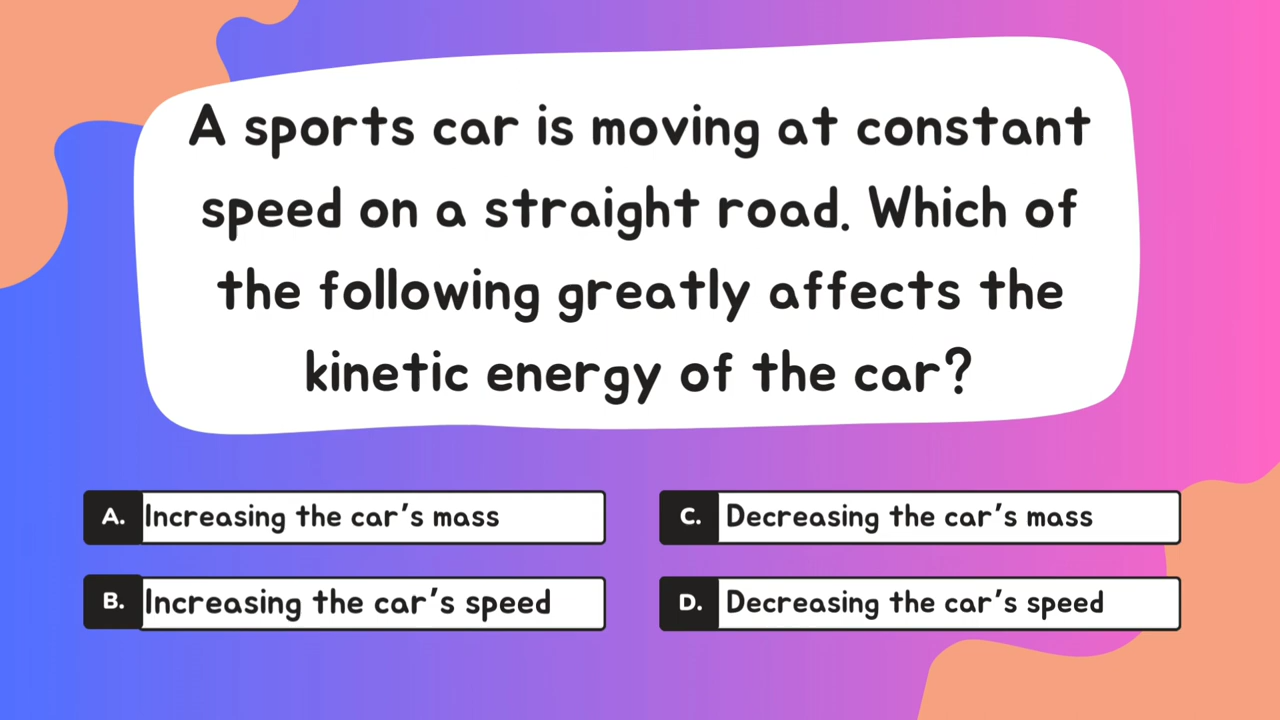 A sports car is moving at constant
speed on a straight road. Which of
the following greatly affects the
kinetic energy of the car?
A. Increasing the car's mass
B. Increasing the car's speed
C. Decreasing the car's mass
D. Decreasing the car's speed